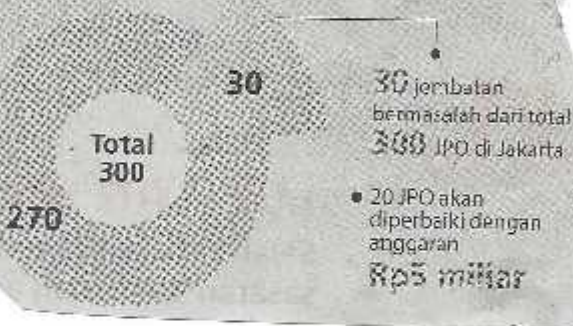 30
Total
300
270
30 jembatan
bermasalah dari total
300 JPO di Jakarta
20 JPO akan
diperbaiki dengan
anggaran
Rp5 miliar